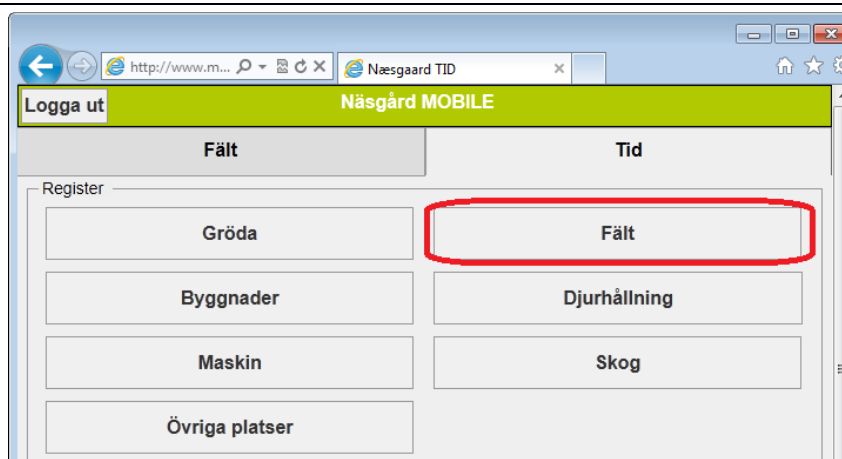 http://www.m... Næsgaard TID
Logga ut Näsgård MOBILE
Fält Tid
Register
Gröda Fält
Byggnader Djurhållning
Maskin Skog
Övriga platser